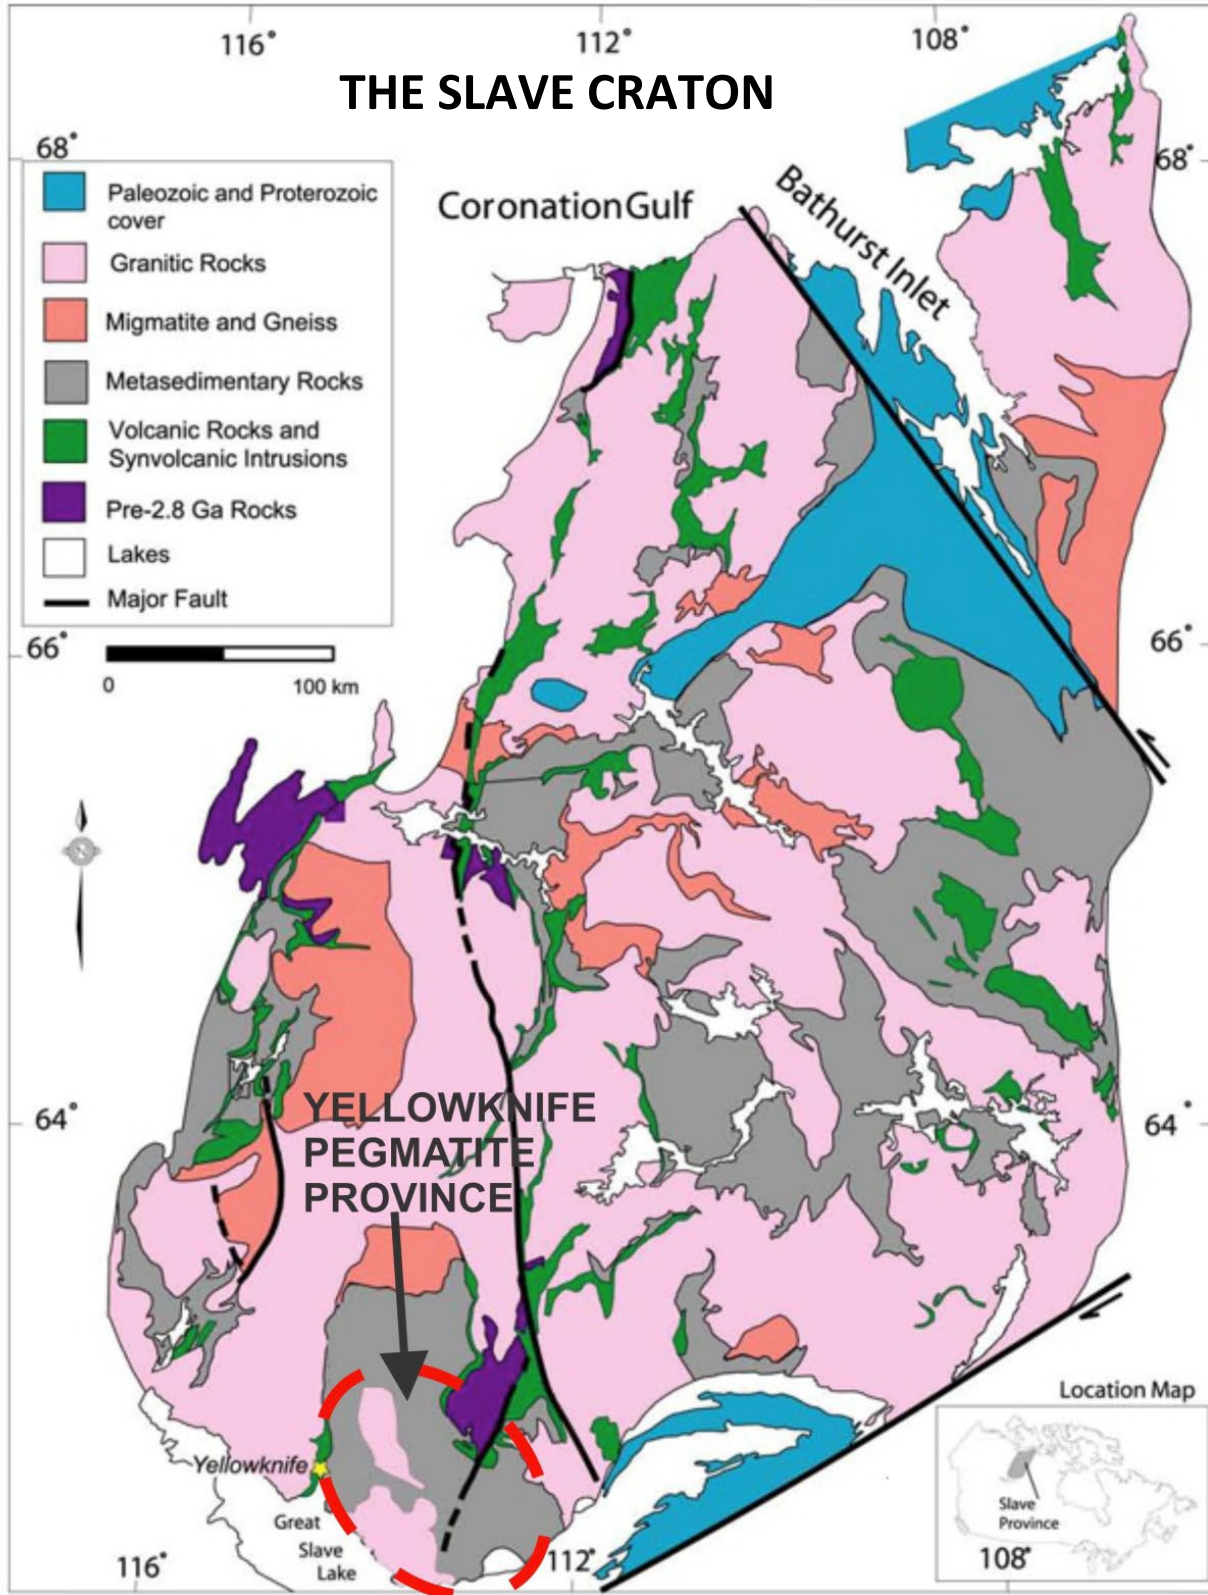 116°
112°
108°
THE SLAVE CRATON
68°
68°
Paleozoic and Proterozoic
cover
Granitic Rocks
Migmatite and Gneiss
Metasedimentary Rocks
Volcanic Rocks and
Synvolcanic Intrusions
Pre-2.8 Ga Rocks
Lakes
Major Fault
Coronation Gulf
Bathurst Inlet
66°
66°
0
100 km
64°
64°
YELLOWKNIFE
PEGMATITE
PROVINCE
Yellowknife
Great
Slave
Lake
Location Map
Slave
Province
116°
112°
108°